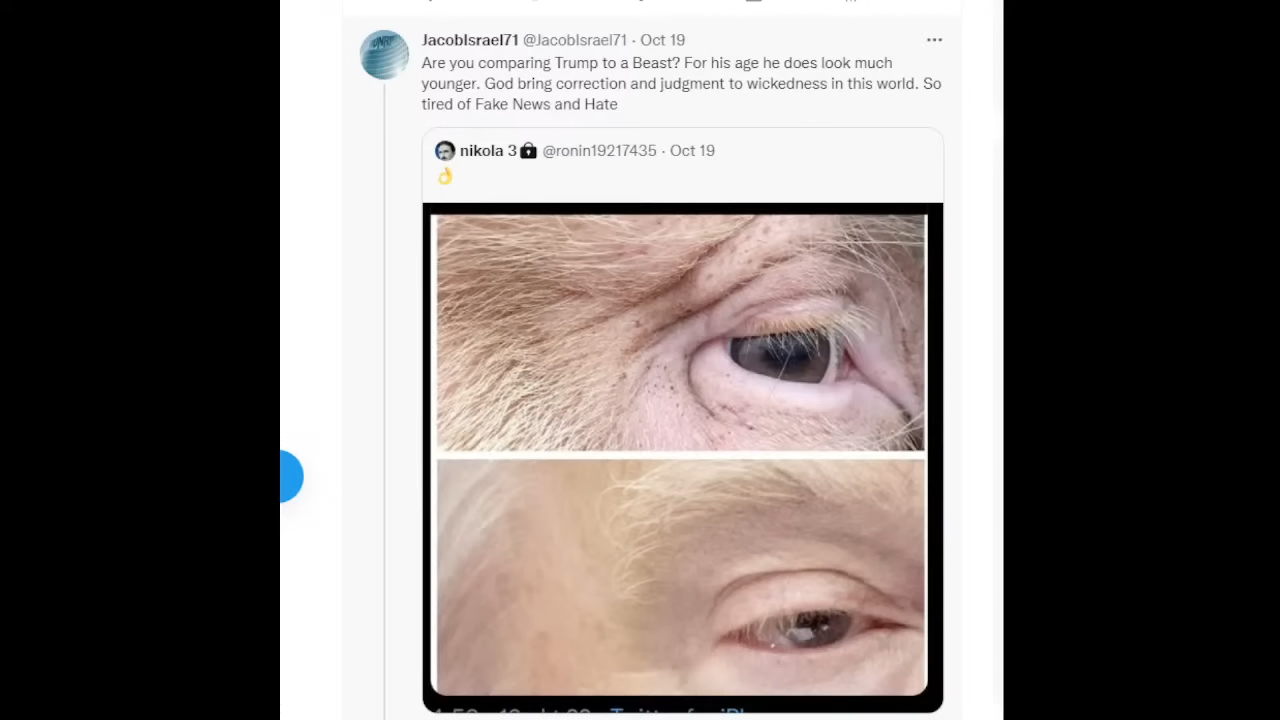 JacobIsrael71 @JacobIsrael71 · Oct 19
Are you comparing Trump to a Beast? For his age he does look much
younger. God bring correction and judgment to wickedness in this world. So
tired of Fake News and Hate
nikola 3 @ronin19217435 · Oct 19